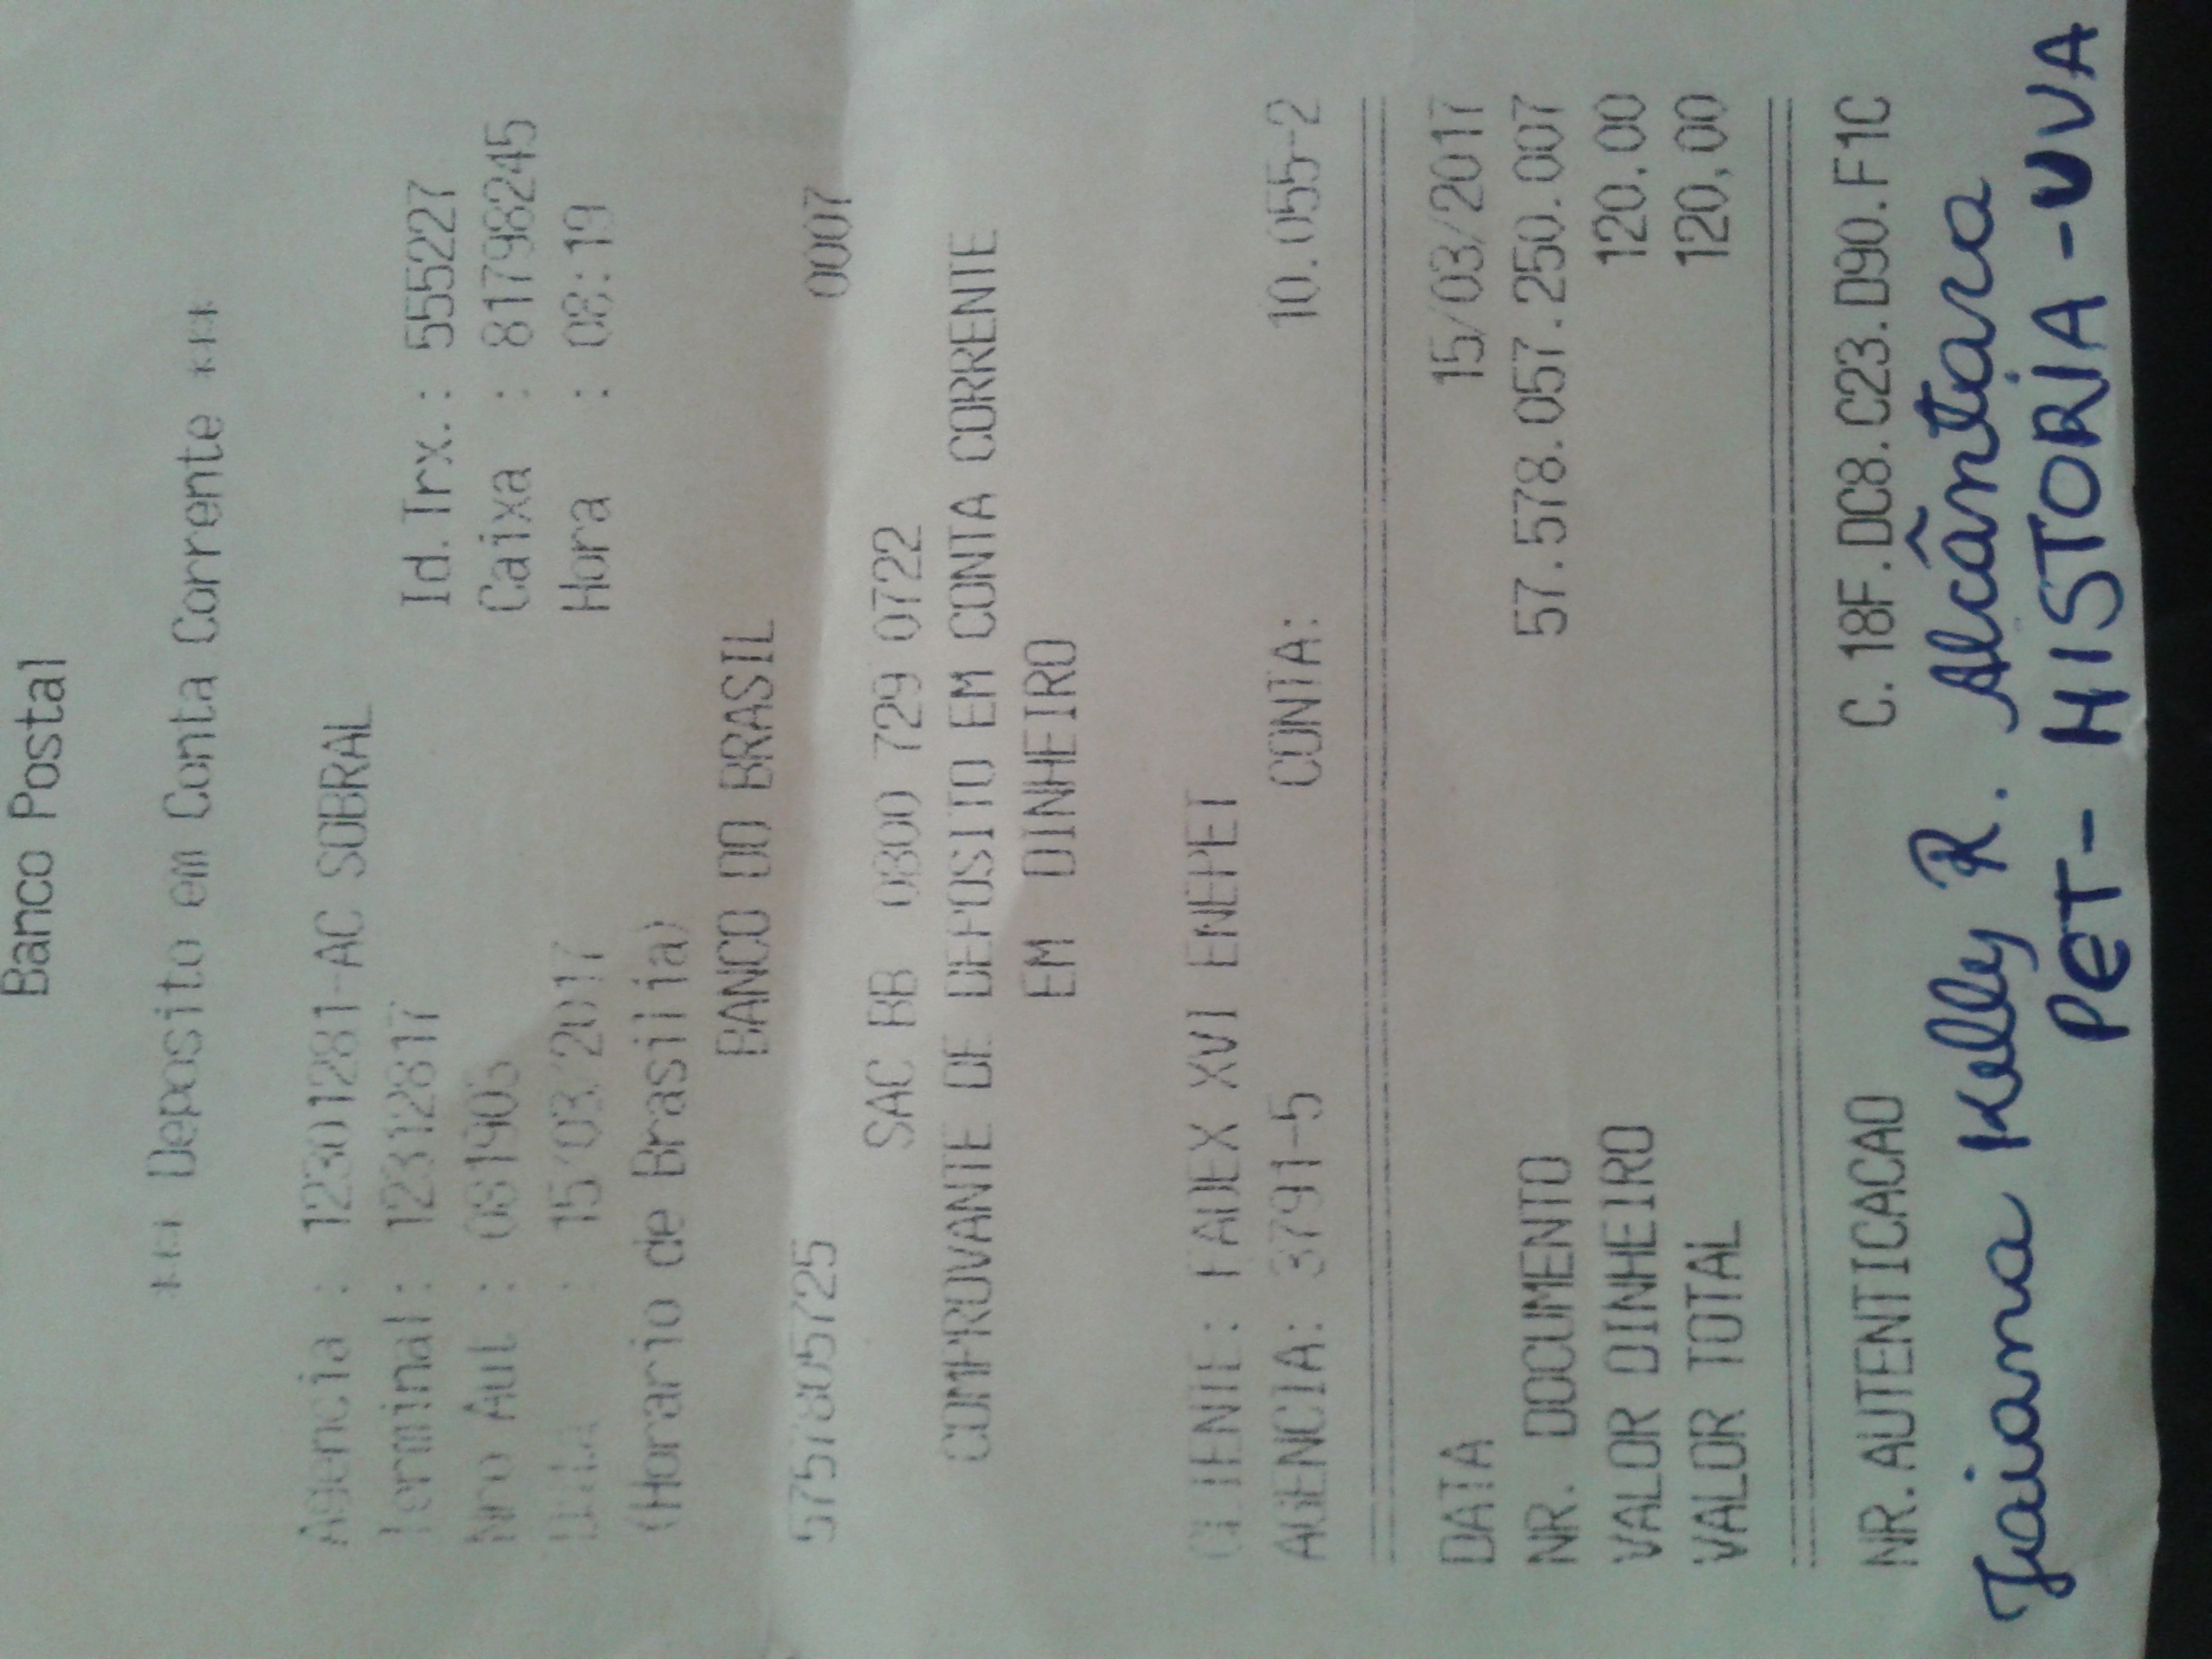 Banco Postal
*** Deposito em Conta Corrente ***
Agencia : 12301281-AC SOBRAL
Terminal: 12312817 Id.Trx.: 555227
Nro Aut : 081903 Caixa : 81798245
Data : 15/03/2017 Hora : 08:19
(Horario de Brasilia)
BANCO DO BRASIL
5757805725 0007
SAC BB 0800 729 0722
COMPROVANTE DE DEPOSITO EM CONTA CORRENTE
EM DINHEIRO
CLIENTE: FADEX XVI ENEPET
AGENCIA: 3791-5 CONTA: 10.055-2
DATA 15/03/2017
NR. DOCUMENTO 57.578.057.250.007
VALOR DINHEIRO 120,00
VALOR TOTAL 120,00
NR.AUTENTICACAO C.18F.DC8.C23.D90.F1C
Jaiana Kelly R. Alcântara
PET- HISTORIA -UVA